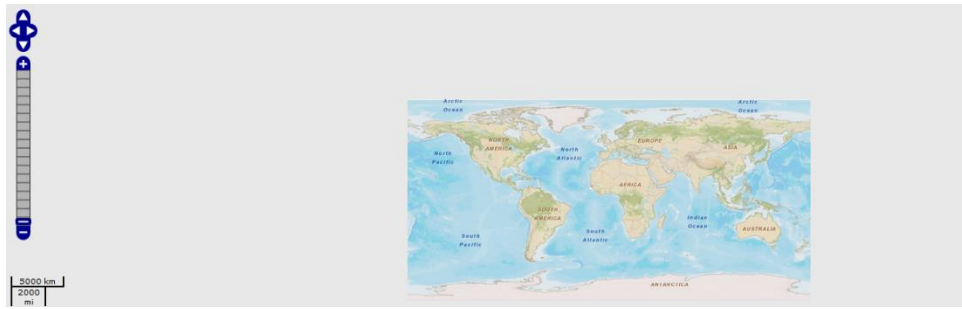 Arctic
Ocean
Arctic
Ocean
NORTH
AMERICA
EUROPE
ASIA
North
Pacific
North
Atlantic
AFRICA
SOUTH
AMERICA
Indian
Ocean
South
Pacific
South
Atlantic
AUSTRALIA
ANTARCTICA
5000 km
2000
mi